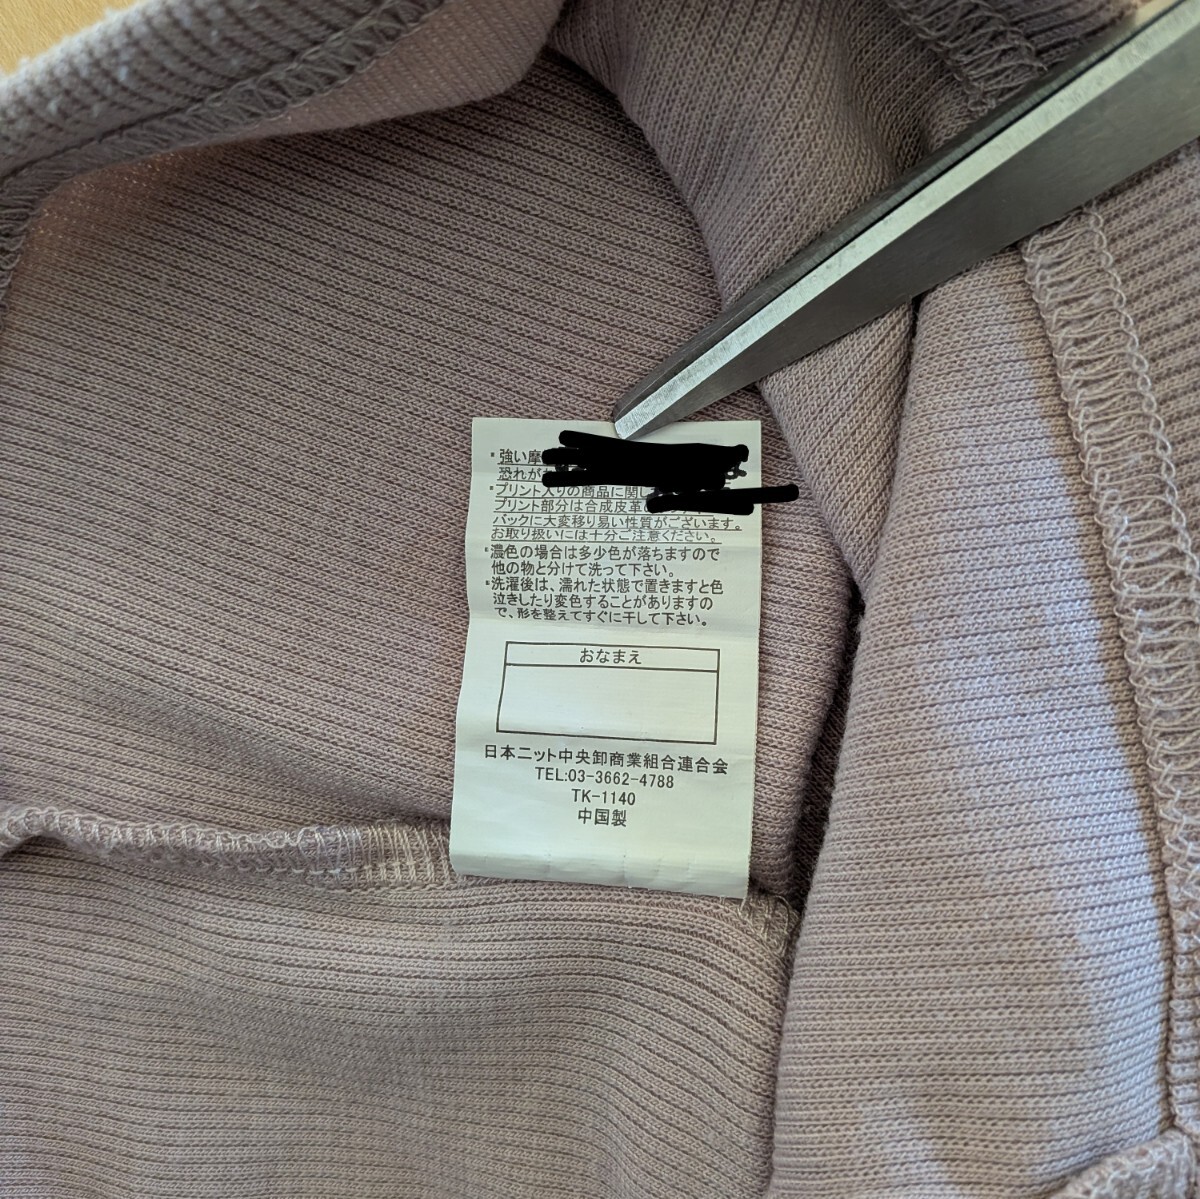 ・強い摩
恐れが
・プリント入りの商品に関し
プリント部分は合成皮革
バックに大変移り易い性質がございます。
お取り扱いには十分ご注意ください。
・濃色の場合は多少色が落ちますので
他の物と分けて洗って下さい。
・洗濯後は、濡れた状態で置きますと色
泣きしたり変色することがありますの
で、形を整えてすぐに干して下さい。
おなまえ
日本ニット中央卸商業組合連合会
TEL:03-3662-4788
TK-1140
中国製